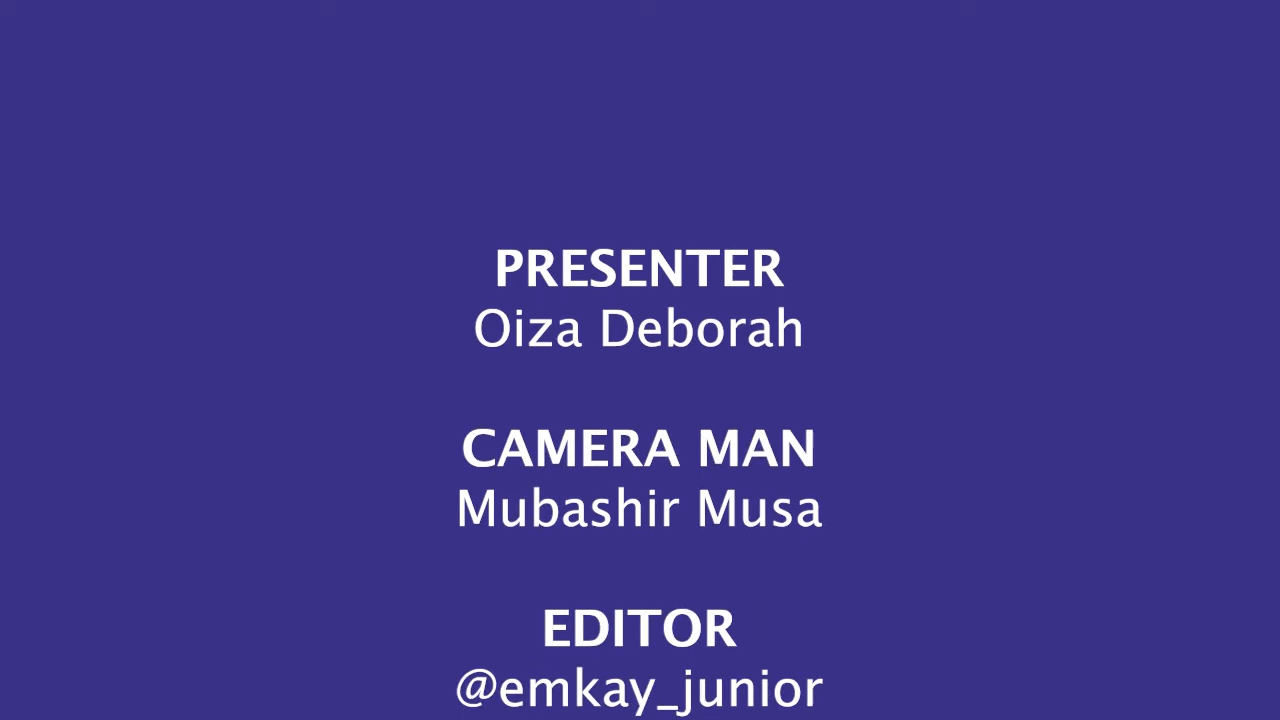 PRESENTER
Oiza Deborah
CAMERA MAN
Mubashir Musa
EDITOR
@emkay_junior